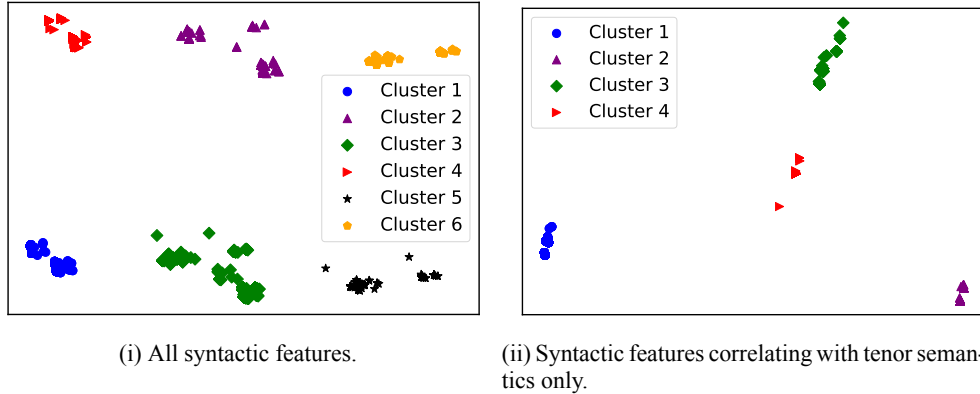 Cluster 1
Cluster 2
Cluster 3
Cluster 4
Cluster 5
Cluster 6
(i) All syntactic features.
Cluster 1
Cluster 2
Cluster 3
Cluster 4
(ii) Syntactic features correlating with tenor seman-
tics only.